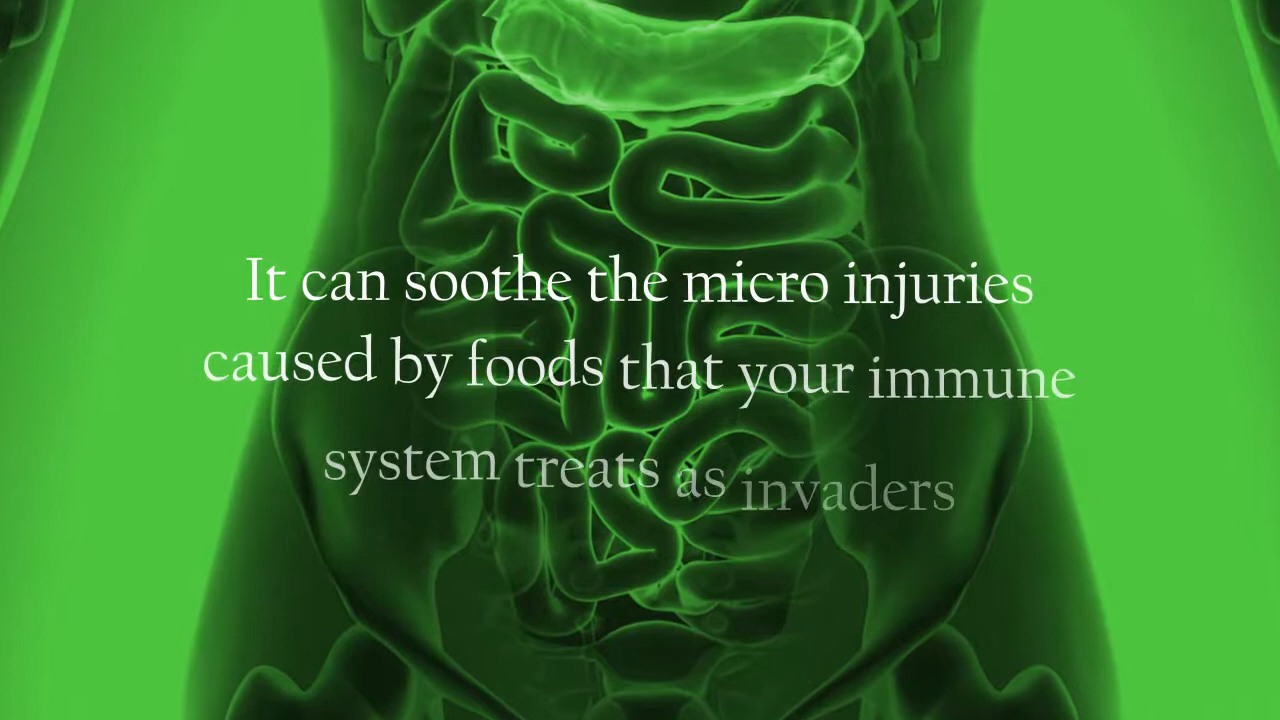 It can soothe the micro injuries
caused by foods that your immune
system treats as invaders